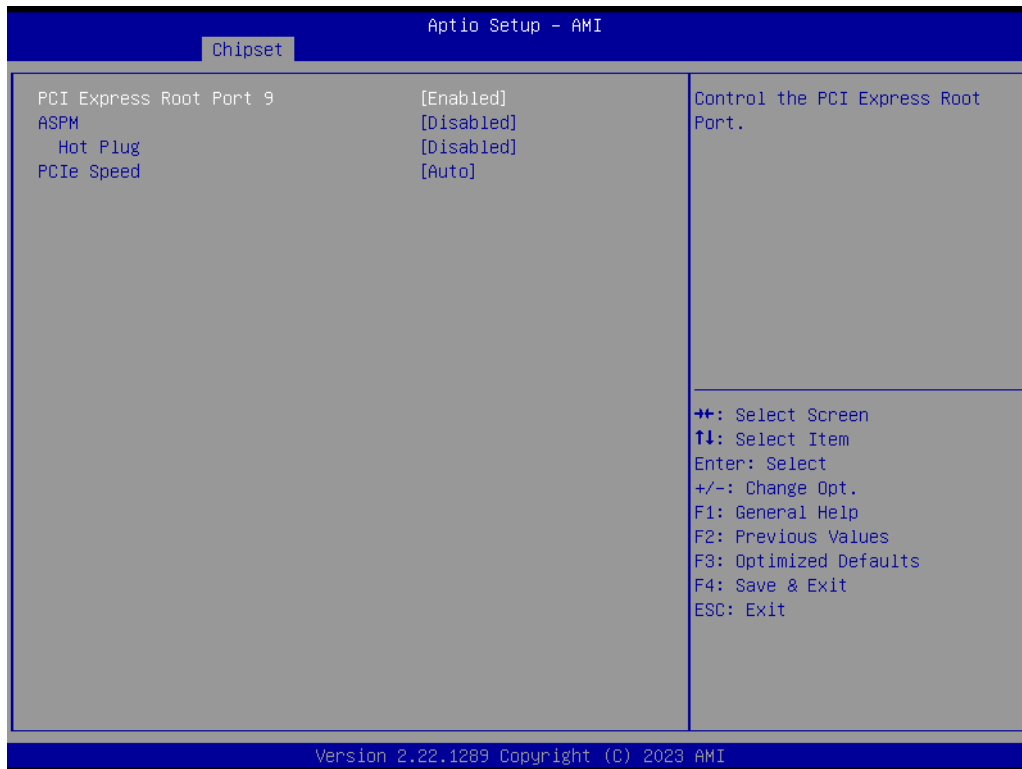 Aptio Setup – AMI
Chipset
PCI Express Root Port 9 [Enabled]
ASPM [Disabled]
Hot Plug [Disabled]
PCIe Speed [Auto]
Control the PCI Express Root
Port.
→←: Select Screen
↑↓: Select Item
Enter: Select
+/-: Change Opt.
F1: General Help
F2: Previous Values
F3: Optimized Defaults
F4: Save & Exit
ESC: Exit
Version 2.22.1289 Copyright (C) 2023 AMI